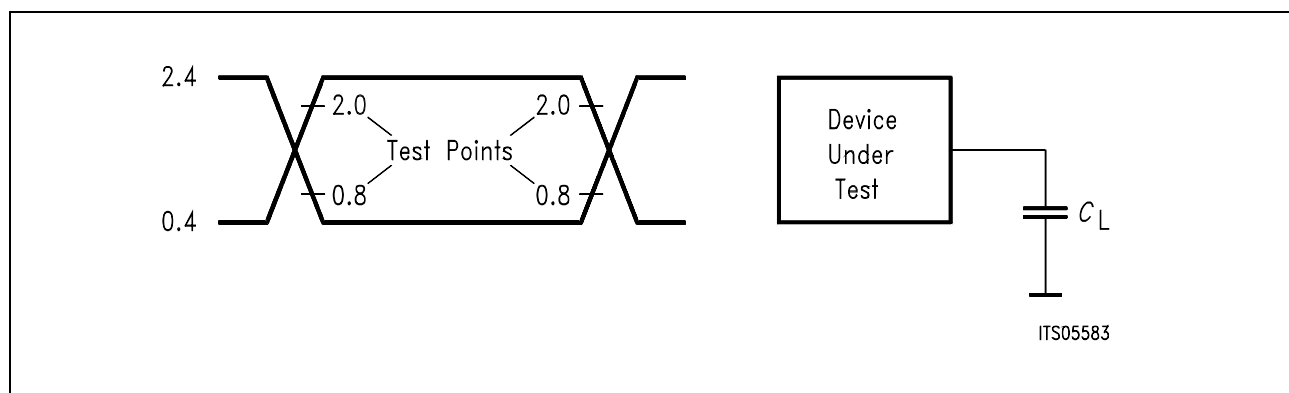 2.4
2.0
2.0
Test Points
0.8
0.8
0.4
Device
Under
Test
C L
ITS05583